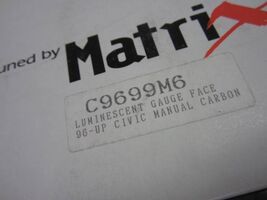 uned by
Matrix
C9699M6
LUMINESCENT GAUGE FACE
96-UP CIVIC MANUAL CARBON